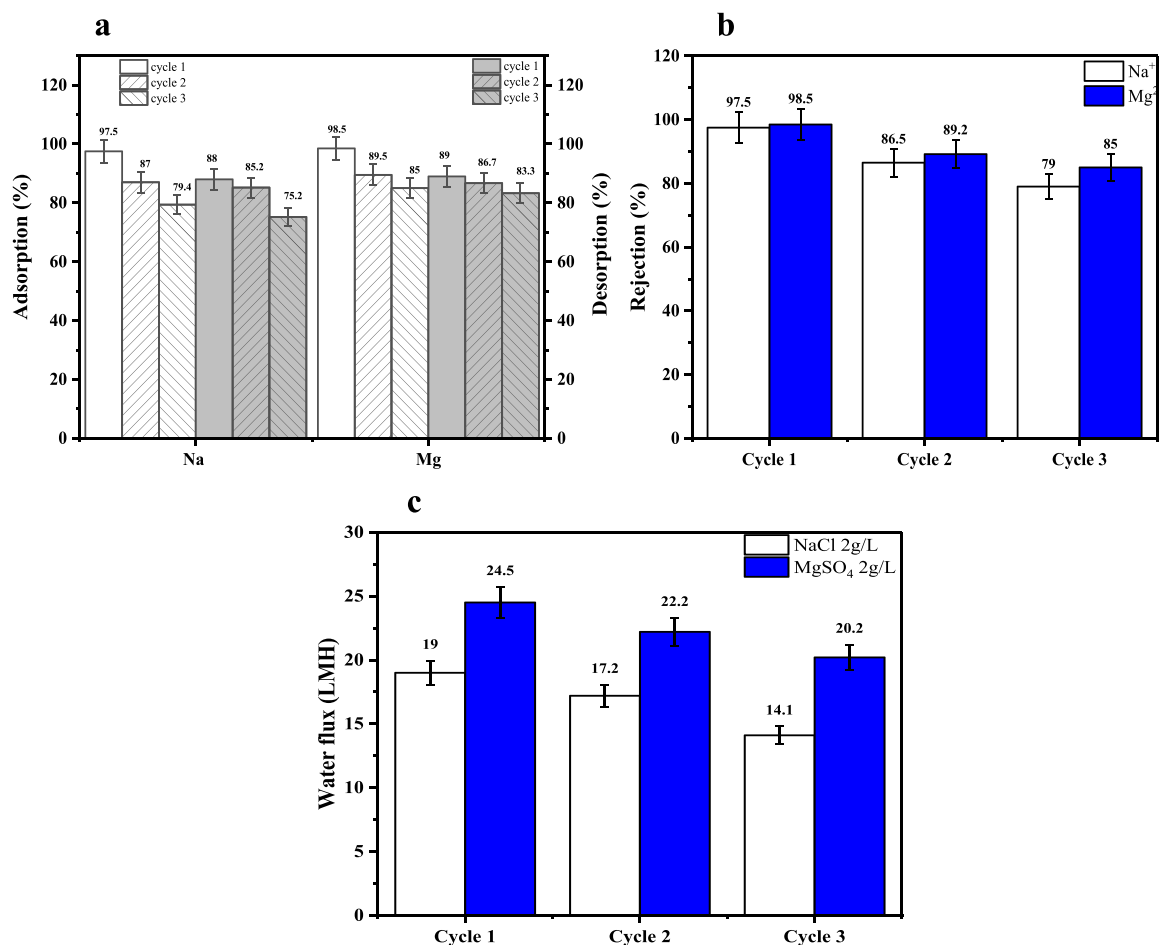 a
cycle 1
cycle 2
cycle 3
cycle 1
cycle 2
cycle 3
120
100
80
60
40
20
0
Adsorption (%)
97.5
87
79.4
88
85.2
75.2
98.5
89.5
85
89
86.7
83.3
120
100
80
60
40
20
0
Desorption (%)
Na
Mg
b
Na+
Mg2
120
100
80
60
40
20
0
Rejection (%)
97.5
98.5
86.5
89.2
79
85
Cycle 1
Cycle 2
Cycle 3
c
NaCl 2g/L
MgSO4 2g/L
30
25
20
15
10
5
0
Water flux (LMH)
19
24.5
17.2
22.2
14.1
20.2
Cycle 1
Cycle 2
Cycle 3